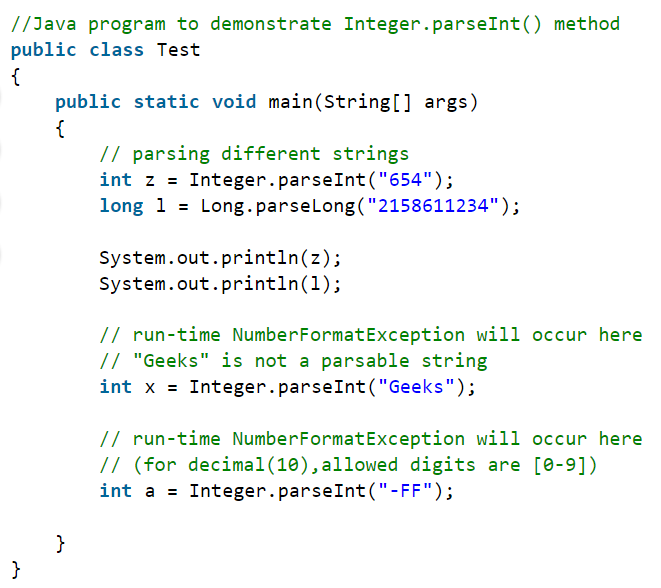 //Java program to demonstrate Integer.parseInt() method
public class Test
{
    public static void main(String[] args)
    {
        // parsing different strings
        int z = Integer.parseInt("654");
        long l = Long.parseLong("2158611234");

        System.out.println(z);
        System.out.println(l);

        // run-time NumberFormatException will occur here
        // "Geeks" is not a parsable string
        int x = Integer.parseInt("Geeks");

        // run-time NumberFormatException will occur here
        // (for decimal(10),allowed digits are [0-9])
        int a = Integer.parseInt("-FF");

    }
}